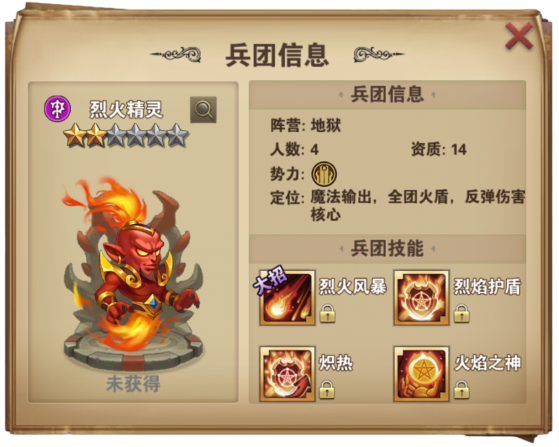 兵团信息
烈火精灵
未获得
兵团信息
阵营: 地狱
人数: 4 资质: 14
势力:
定位: 魔法输出，全团火盾，反弹伤害
核心
兵团技能
大招
烈火风暴 烈焰护盾
炽热 火焰之神